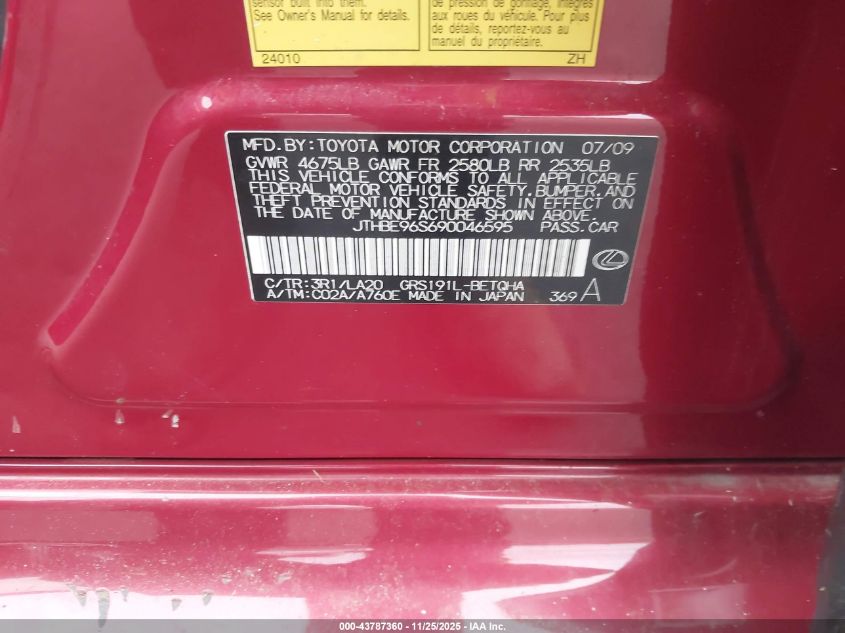 sensor built into them.
See Owner's Manual for details.
24010
de pression de gonflage, intégrés
aux roues du véhicule. Pour plus
de détails, reportez-vous au
manuel du propriétaire.
ZH
MFD.BY:TOYOTA MOTOR CORPORATION 07/09
GVWR 4675LB GAWR FR 2580LB RR 2535LB
THIS VEHICLE CONFORMS TO ALL APPLICABLE
FEDERAL MOTOR VEHICLE SAFETY,BUMPER,AND
THEFT PREVENTION STANDARDS IN EFFECT ON
THE DATE OF MANUFACTURE SHOWN ABOVE.
JTHBE96S690046595 PASS.CAR
C/TR:3R1/LA20 GRS191L-BETQHA
A/TM:C02A/A760E MADE IN JAPAN 369 A
000-43787360 - 11/25/2025 - IAA Inc.